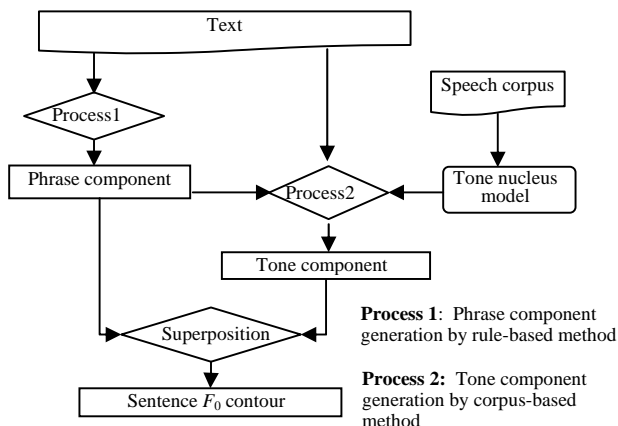 Text
Speech corpus
Process1
Phrase component
Process2
Tone nucleus
model
Tone component
Superposition
Sentence F0 contour
Process 1: Phrase component
generation by rule-based method
Process 2: Tone component
generation by corpus-based
method